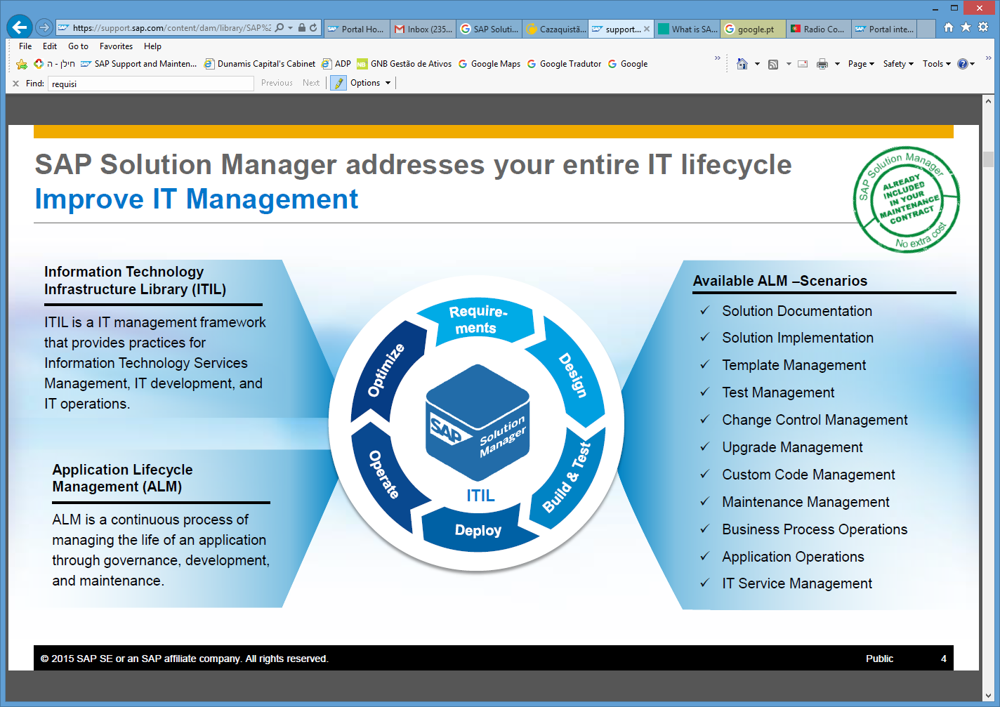 https://support.sap.com/content/dam/library/SAP%2
Portal Ho...
Inbox (235...
SAP Soluti...
Cazaquistã...
support...
What is SA...
google.pt
Radio Co...
Portal inte...
File Edit Go to Favorites Help
חילן - ה
SAP Support and Mainten...
Dunamis Capital's Cabinet
ADP
GNB Gestão de Ativos
Google Maps
Google Tradutor
Google
Page Safety Tools
Find: requisi Previous Next Options
SAP Solution Manager addresses your entire IT lifecycle
Improve IT Management
SAP Solution Manager
ALREADY
INCLUDED
IN YOUR
MAINTENANCE
CONTRACT
No extra cost
Information Technology
Infrastructure Library (ITIL)
ITIL is a IT management framework
that provides practices for
Information Technology Services
Management, IT development, and
IT operations.
Application Lifecycle
Management (ALM)
ALM is a continuous process of
managing the life of an application
through governance, development,
and maintenance.
Require-
ments
Design
Build & Test
Deploy
Operate
Optimize
SAP Solution
Manager
ITIL
Available ALM –Scenarios
✓ Solution Documentation
✓ Solution Implementation
✓ Template Management
✓ Test Management
✓ Change Control Management
✓ Upgrade Management
✓ Custom Code Management
✓ Maintenance Management
✓ Business Process Operations
✓ Application Operations
✓ IT Service Management
© 2015 SAP SE or an SAP affiliate company. All rights reserved.
Public 4